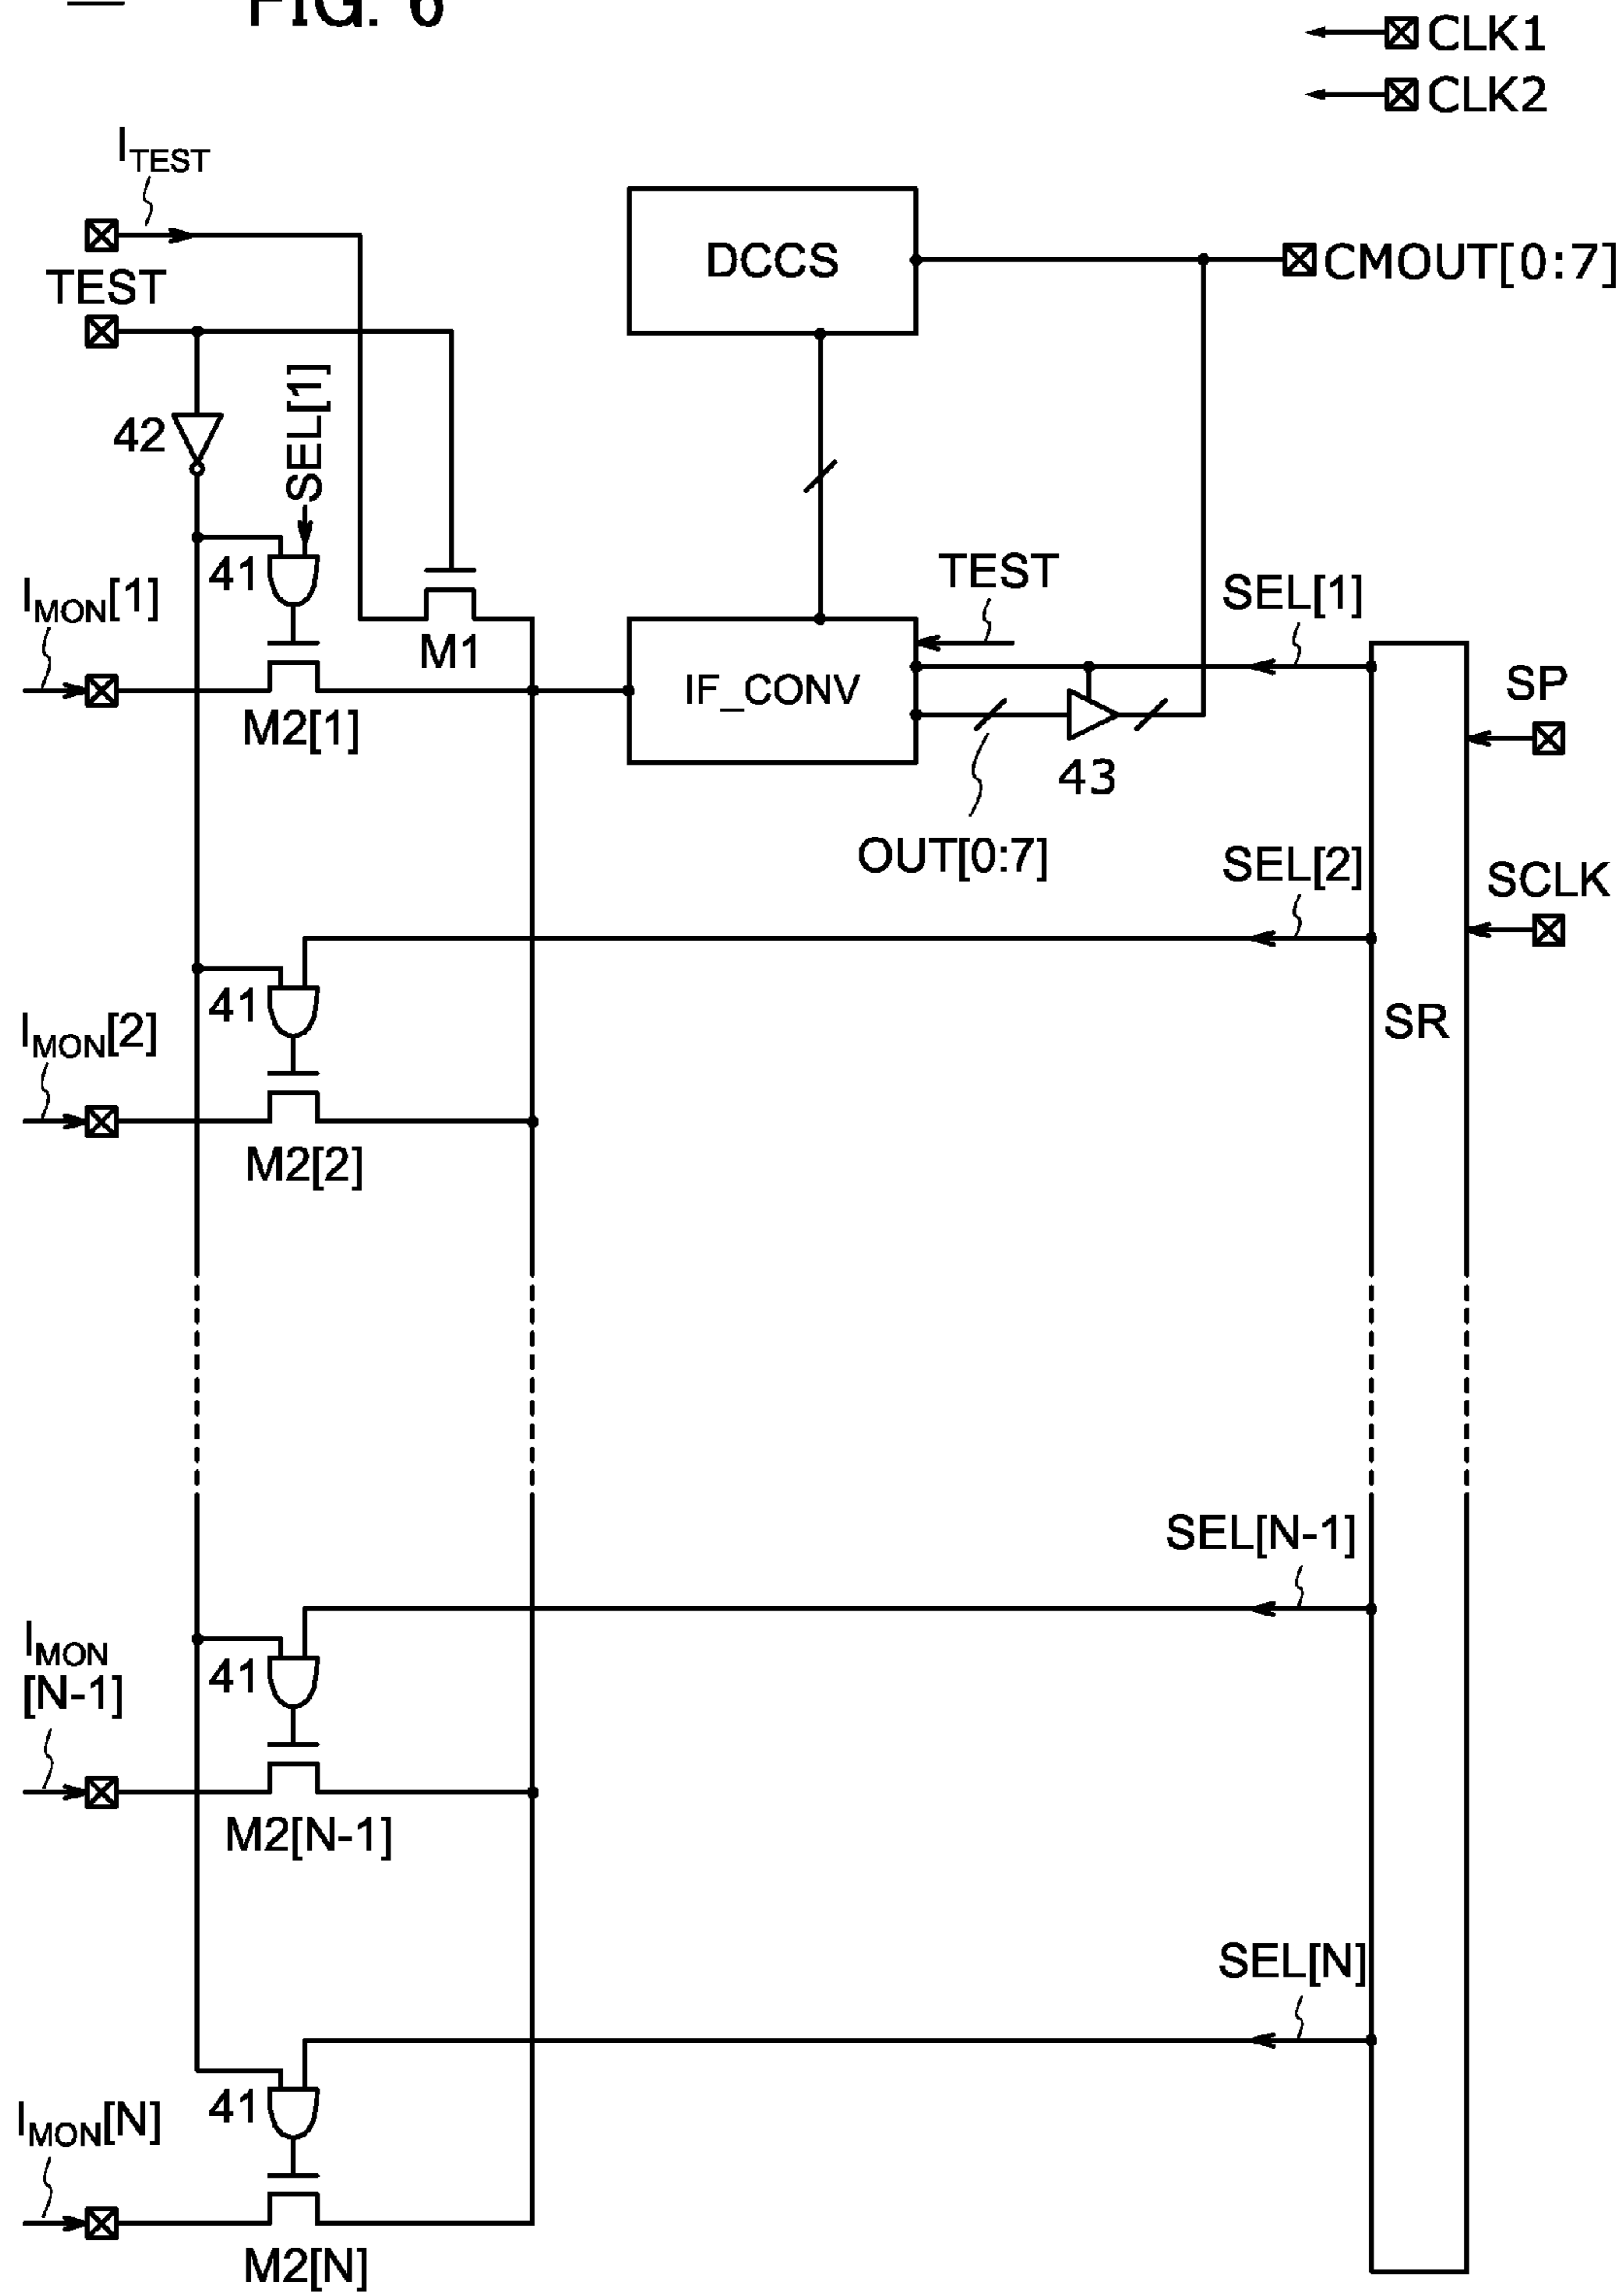 FIG. 6
CLK1
CLK2
I_TEST
TEST
DCCS
CMOUT[0:7]
42
SEL[1]
41
TEST
SEL[1]
I_MON[1]
M1
IF_CONV
SP
M2[1]
43
OUT[0:7]
SEL[2]
SCLK
41
I_MON[2]
SR
M2[2]
SEL[N-1]
I_MON
[N-1]
41
M2[N-1]
SEL[N]
41
I_MON[N]
M2[N]